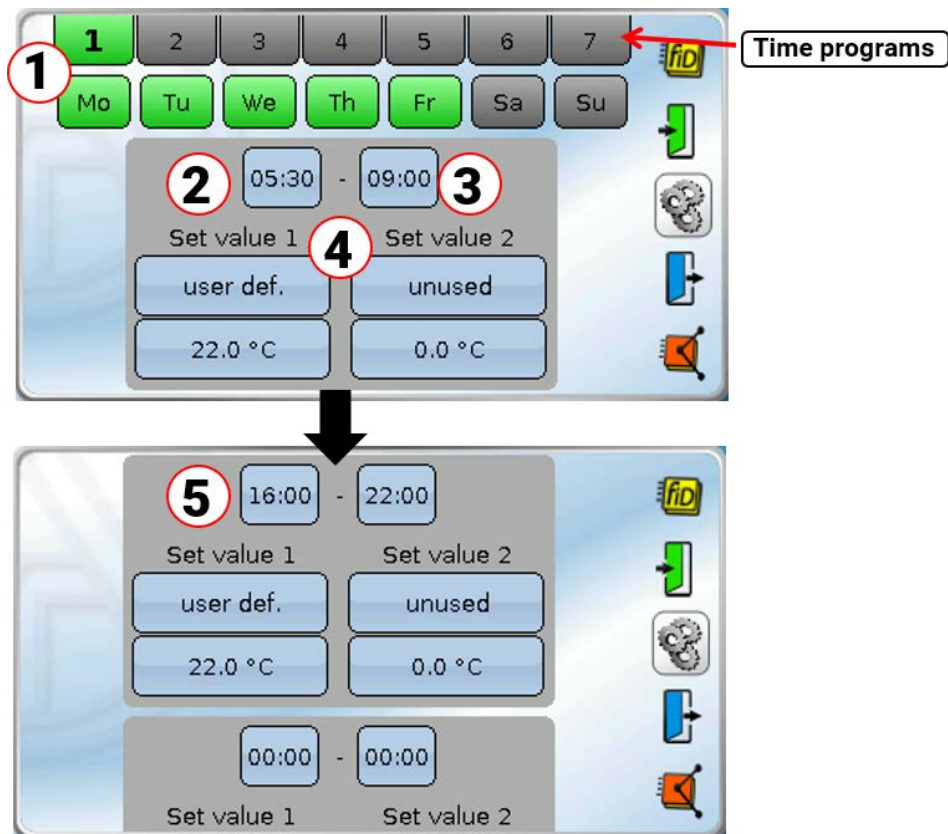 1 2 3 4 5 6 7
fiD
Time programs
1
Mo Tu We Th Fr Sa Su
2 05:30 - 09:00 3
Set value 1 4 Set value 2
user def. unused
22.0 °C 0.0 °C
5 16:00 - 22:00
fiD
Set value 1 Set value 2
user def. unused
22.0 °C 0.0 °C
00:00 - 00:00
Set value 1 Set value 2